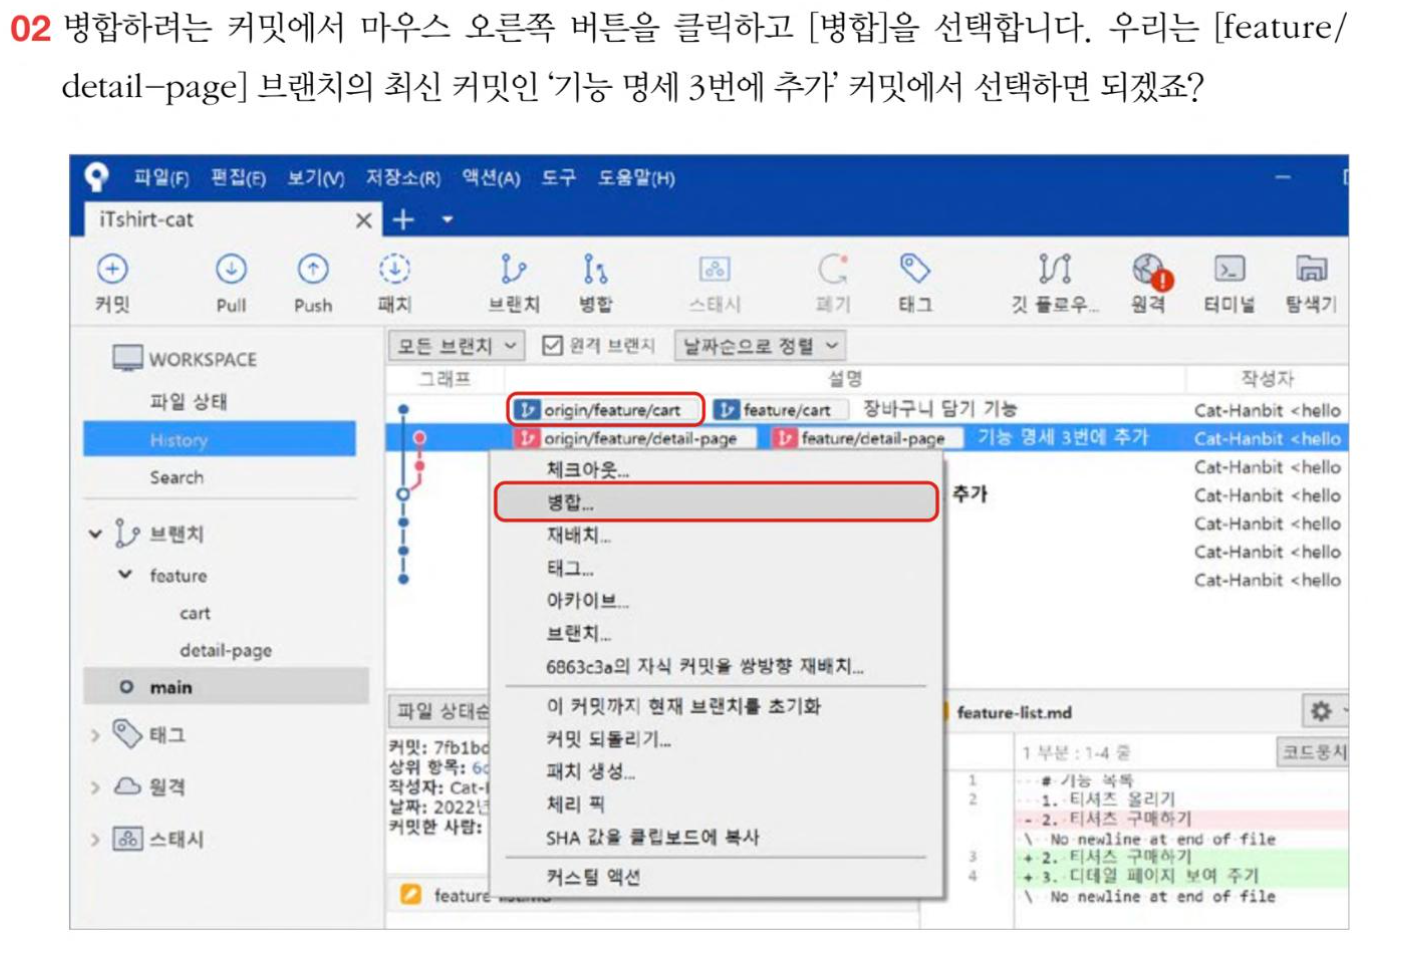 02 병합하려는 커밋에서 마우스 오른쪽 버튼을 클릭하고 [병합]을 선택합니다. 우리는 [feature/
detail-page] 브랜치의 최신 커밋인 ‘기능 명세 3번에 추가’ 커밋에서 선택하면 되겠죠?
파일(F) 편집(E) 보기(V) 저장소(R) 액션(A) 도구 도움말(H)
iTshirt-cat
커밋 Pull Push 패치 브랜치 병합 스태시 폐기 태그 깃 플로우... 원격 터미널 탐색기
WORKSPACE
파일 상태
History
Search
브랜치
feature
cart
detail-page
main
태그
원격
스태시
모든 브랜치 원격 브랜치 날짜순으로 정렬
그래프 설명 작성자
origin/feature/cart feature/cart 장바구니 담기 기능 Cat-Hanbit <hello
origin/feature/detail-page feature/detail-page 기능 명세 3번에 추가 Cat-Hanbit <hello
Cat-Hanbit <hello
추가 Cat-Hanbit <hello
Cat-Hanbit <hello
Cat-Hanbit <hello
Cat-Hanbit <hello
체크아웃...
병합...
재배치...
태그...
아카이브...
브랜치...
6863c3a의 자식 커밋을 쌍방향 재배치...
이 커밋까지 현재 브랜치를 초기화
커밋 되돌리기...
패치 생성...
체리 픽
SHA 값을 클립보드에 복사
커스텀 액션
파일 상태순
커밋: 7fb1bd
상위 항목: 6
작성자: Cat-
날짜: 2022년
커밋한 사람:
feature-list.md
feature-list.md
1 부분 : 1-4 줄 코드뭉치
1 # 기능 목록
2 1. 티셔츠 올리기
- 2. 티셔츠 구매하기
\ No newline at end of file
3 + 2. 티셔츠 구매하기
4 + 3. 디테일 페이지 보여 주기
\ No newline at end of file